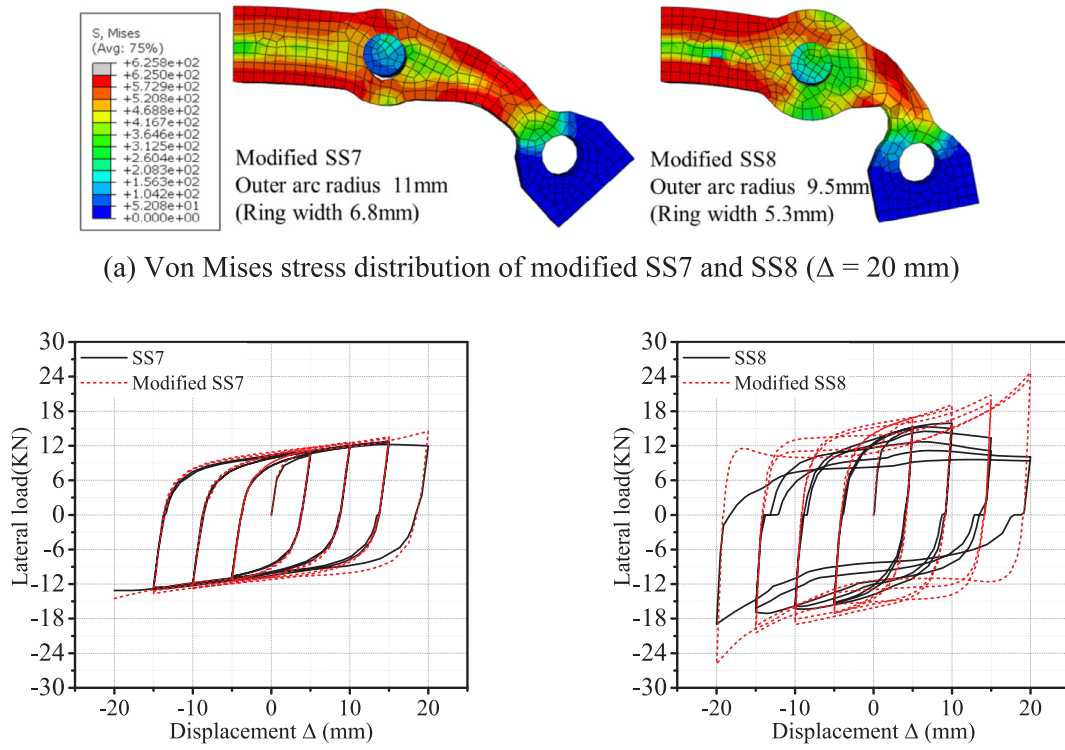 S, Mises
(Avg: 75%)
+6.258e+02
+6.250e+02
+5.729e+02
+5.208e+02
+4.688e+02
+4.167e+02
+3.646e+02
+3.125e+02
+2.604e+02
+2.083e+02
+1.563e+02
+1.042e+02
+5.208e+01
+0.000e+00
Modified SS7
Outer arc radius 11mm
(Ring width 6.8mm)
Modified SS8
Outer arc radius 9.5mm
(Ring width 5.3mm)
(a) Von Mises stress distribution of modified SS7 and SS8 (Δ = 20 mm)
SS7
Modified SS7
Lateral load(KN)
30
24
18
12
6
0
-6
-12
-18
-24
-30
-20
-10
0
10
20
Displacement Δ (mm)
SS8
Modified SS8
Lateral load(KN)
30
24
18
12
6
0
-6
-12
-18
-24
-30
-20
-10
0
10
20
Displacement Δ (mm)